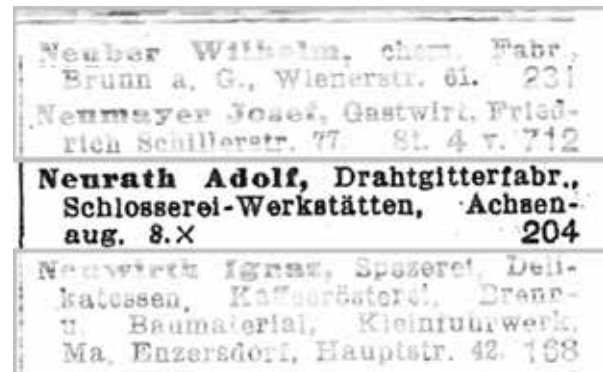 Neuber Wilhelm, chem. Fabr.,
Brunn a. G., Wienerstr. 61. 231
Neumayer Josef, Gastwirt, Fried-
rich Schillerstr. 77. St. 4 v. 712
Neurath Adolf, Drahtgitterfabr.,
Schlosserei-Werkstätten, Achsen-
aug. 8.× 204
Neuwirth Ignaz, Spezerei, Deli-
katessen, Kaffeerösterei, Brenn-
u. Baumaterial, Kleinfuhrwerk,
Ma. Enzersdorf, Hauptstr. 42. 168